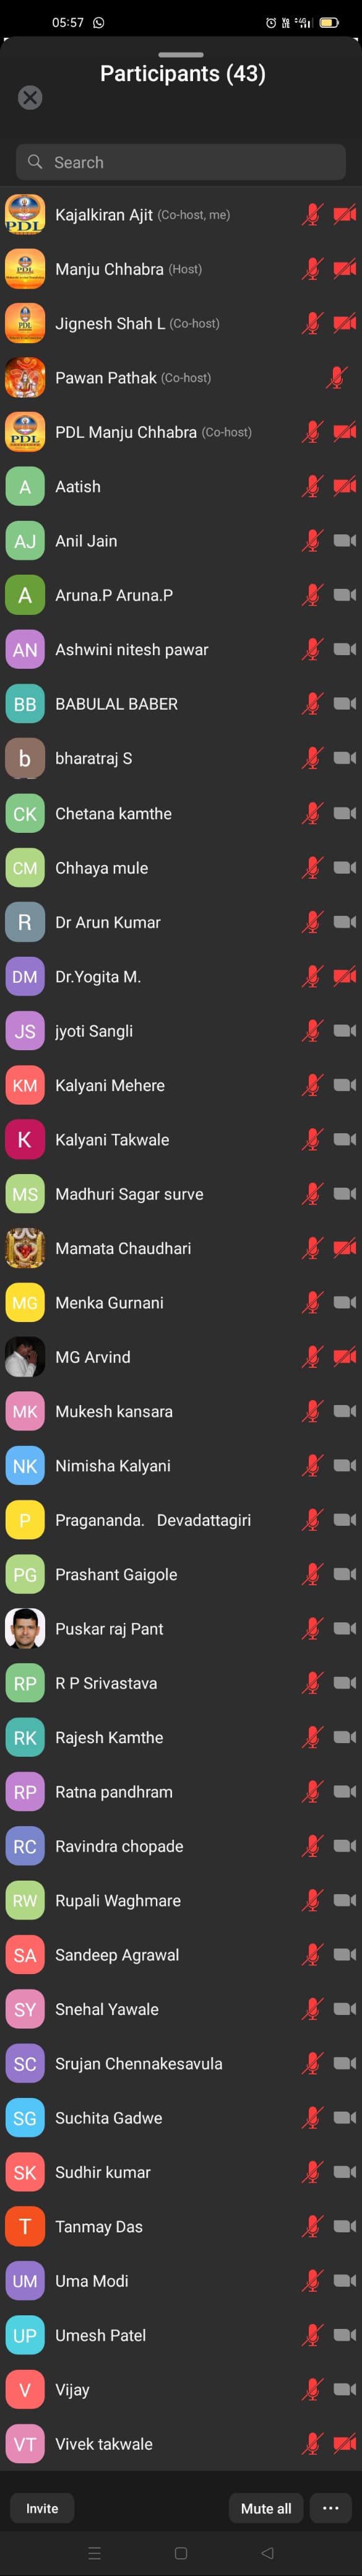 05:57
Participants (43)
Search
Kajalkiran Ajit (Co-host, me)
PDL
Manju Chhabra (Host)
PDL
Jignesh Shah L (Co-host)
PDL
Pawan Pathak (Co-host)
PDL Manju Chhabra (Co-host)
PDL
A Aatish
AJ Anil Jain
A Aruna.P Aruna.P
AN Ashwini nitesh pawar
BB BABULAL BABER
b bharatraj S
CK Chetana kamthe
CM Chhaya mule
R Dr Arun Kumar
DM Dr.Yogita M.
JS jyoti Sangli
KM Kalyani Mehere
K Kalyani Takwale
MS Madhuri Sagar surve
Mamata Chaudhari
MG Menka Gurnani
MG Arvind
MK Mukesh kansara
NK Nimisha Kalyani
P Pragananda. Devadattagiri
PG Prashant Gaigole
Puskar raj Pant
RP R P Srivastava
RK Rajesh Kamthe
RP Ratna pandhram
RC Ravindra chopade
RW Rupali Waghmare
SA Sandeep Agrawal
SY Snehal Yawale
SC Srujan Chennakesavula
SG Suchita Gadwe
SK Sudhir kumar
T Tanmay Das
UM Uma Modi
UP Umesh Patel
V Vijay
VT Vivek takwale
Invite Mute all ...